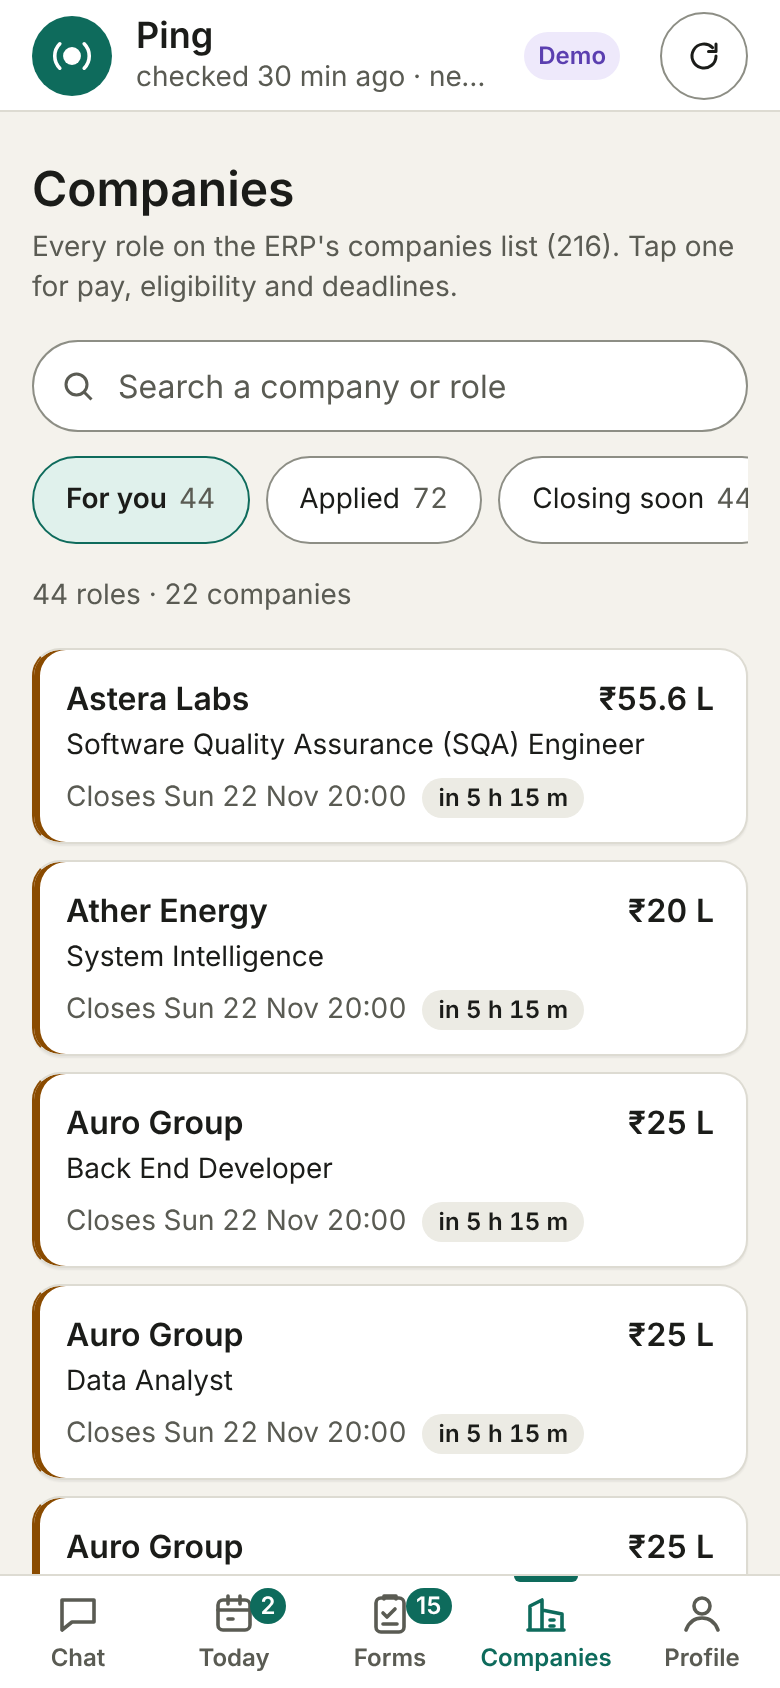 Ping
checked 30 min ago · ne...
Demo
Companies
Every role on the ERP's companies list (216). Tap one
for pay, eligibility and deadlines.
Search a company or role
For you 44
Applied 72
Closing soon 44
44 roles · 22 companies
Astera Labs ₹55.6 L
Software Quality Assurance (SQA) Engineer
Closes Sun 22 Nov 20:00 in 5 h 15 m
Ather Energy ₹20 L
System Intelligence
Closes Sun 22 Nov 20:00 in 5 h 15 m
Auro Group ₹25 L
Back End Developer
Closes Sun 22 Nov 20:00 in 5 h 15 m
Auro Group ₹25 L
Data Analyst
Closes Sun 22 Nov 20:00 in 5 h 15 m
Auro Group ₹25 L
2
15
Chat
Today
Forms
Companies
Profile